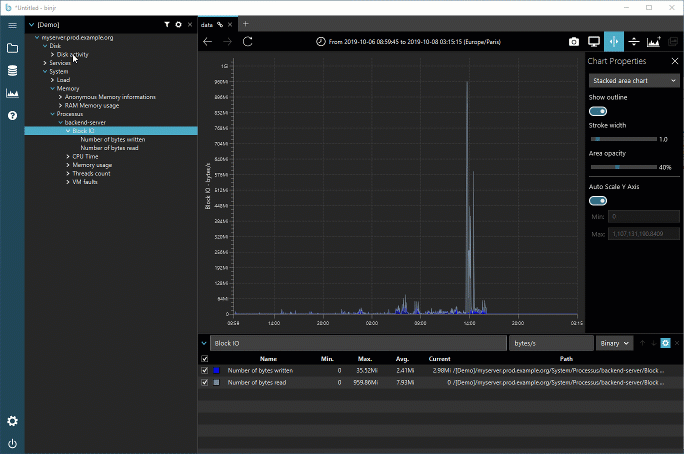 *Untitled - binjr
[Demo]
myserver.prod.example.org
Disk
Disk activity
Services
System
Load
Memory
Anonymous Memory informations
RAM Memory usage
Processus
backend-server
Block IO
Number of bytes written
Number of bytes read
CPU Time
Memory usage
Threads count
VM faults
data
From 2019-10-06 08:59:45 to 2019-10-08 03:15:15 (Europe/Paris)
Block IO - bytes/s
1Gi
960Mi
896Mi
832Mi
768Mi
704Mi
640Mi
576Mi
512Mi
448Mi
384Mi
320Mi
256Mi
192Mi
128Mi
64Mi
0
08:59
14:00
20:00
02:00
08:00
14:00
20:00
03:15
Chart Properties
Stacked area chart
Show outline
Stroke width
1.0
Area opacity
40%
Auto Scale Y Axis
Min: 0
Max: 1,107,131,190.8409
Block IO bytes/s Binary
Name Min. Max. Avg. Current Path
Number of bytes written 0 35.52Mi 2.41Mi 2.98Mi /[Demo]/myserver.prod.example.org/System/Processus/backend-server/Block ...
Number of bytes read 0 959.86Mi 7.93Mi 0 /[Demo]/myserver.prod.example.org/System/Processus/backend-server/Block ...